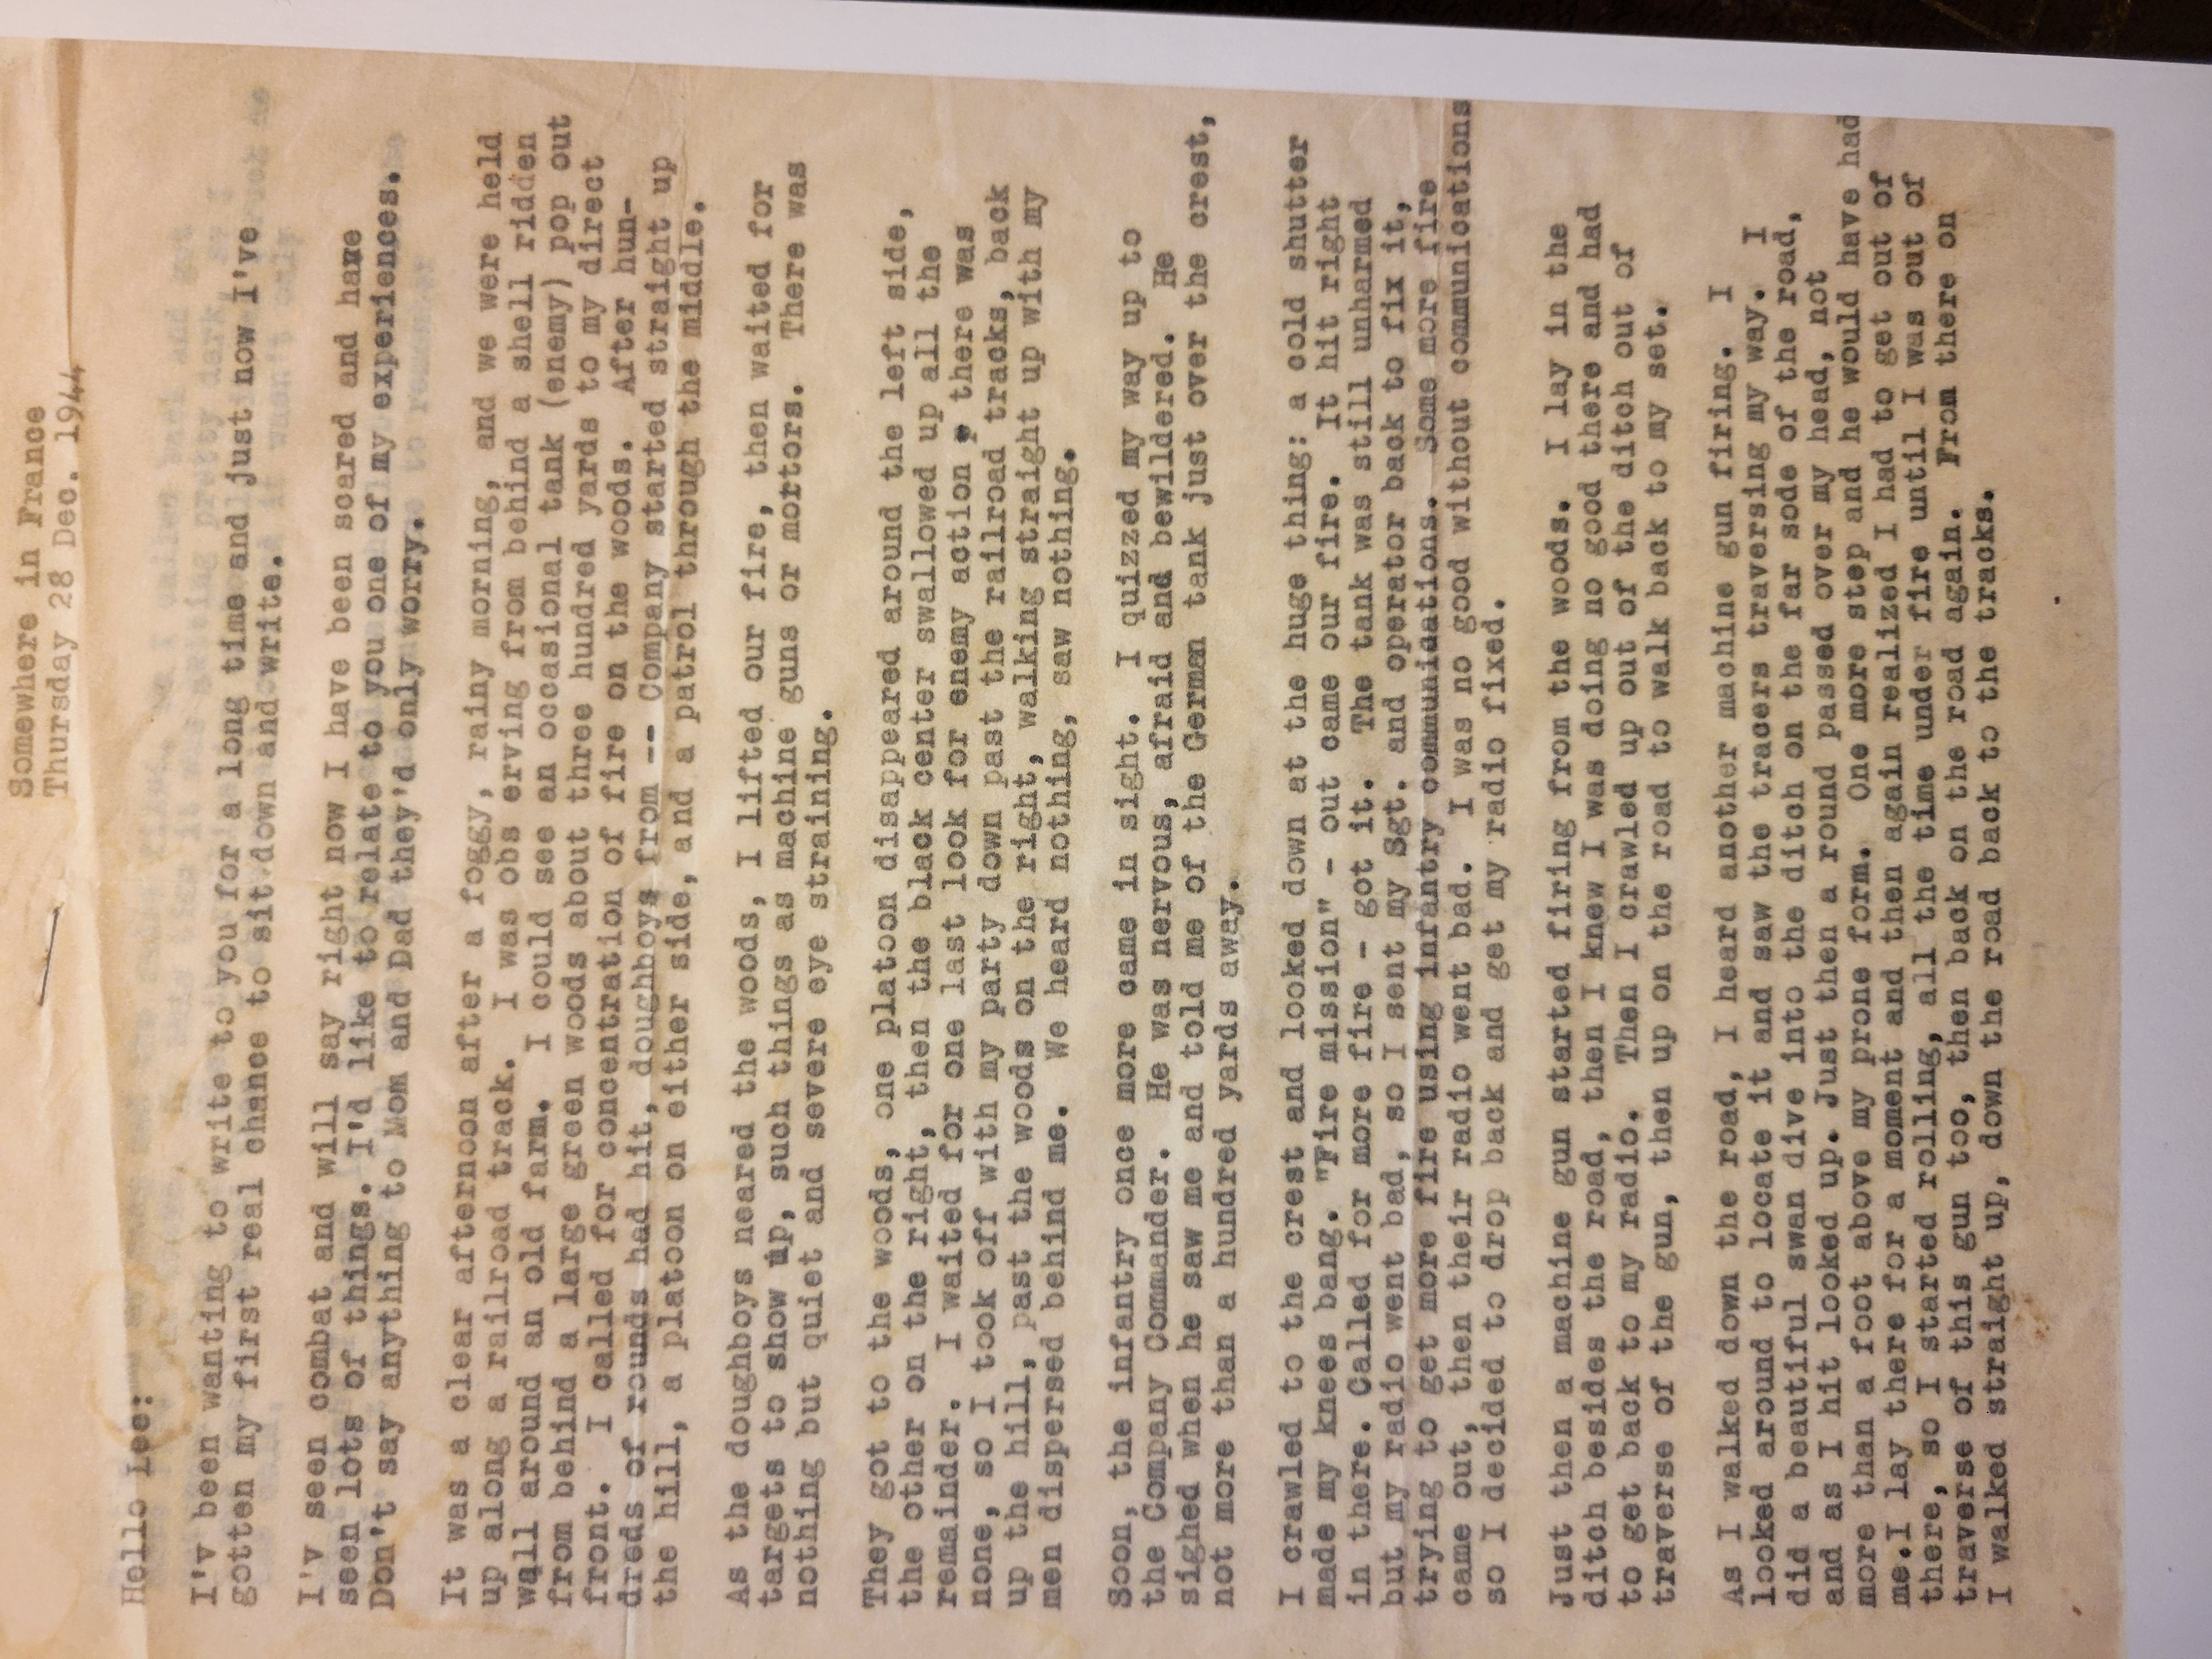 Somewhere in France
Thursday 28 Dec. 1944
Hello Lee:
I'v been wanting to write to you for a long time and just now I've
gotten my first real chance to sit down and write.
I'v seen combat and will say right now I have been scared and have
seen lots of things. I'd like to relate to you one of my experiences.
Don't say anything to Mom and Dad they'd only worry.
It was a clear afternoon after a foggy, rainy morning, and we were held
up along a railroad track. I was obs erving from behind a shell ridden
wall around an old farm. I could see an occasional tank (enemy) pop out
from behind a large green woods about three hundred yards to my direct
front. I called for concentration of fire on the woods. After hun-
dreds of rounds had hit, doughboys from -- Company started straight up
the hill, a platoon on either side, and a patrol through the middle.
As the doughboys neared the woods, I lifted our fire, then waited for
targets to show up, such things as machine guns or mortors. There was
nothing but quiet and severe eye straining.
They got to the woods, one platoon disappeared around the left side,
the other on the right, then the black center swallowed up all the
remainder. I waited for one last look for enemy action, there was
none, so I took off with my party down past the railroad tracks, back
up the hill, past the woods on the right, walking straight up with my
men dispersed behind me. We heard nothing, saw nothing.
Soon, the infantry once more came in sight. I quizzed my way up to
the Company Commander. He was nervous, afraid and bewildered. He
sighed when he saw me and told me of the German tank just over the crest,
not more than a hundred yards away.
I crawled to the crest and looked down at the huge thing: a cold shutter
made my knees bang. "Fire mission" - out came our fire. It hit right
in there. Called for more fire - got it. The tank was still unharmed
but my radio went bad, so I sent my Sgt. and operator back to fix it,
trying to get more fire using infantry communications. Some more fire
came out, then their radio went bad. I was no good without communications
so I decided to drop back and get my radio fixed.
Just then a machine gun started firing from the woods. I lay in the
ditch besides the road, then I knew I was doing no good there and had
to get back to my radio. Then I crawled up out of the ditch out of
traverse of the gun, then up on the road to walk back to my set.
As I walked down the road, I heard another machine gun firing. I
looked around to locate it and saw the tracers traversing my way. I
did a beautiful swan dive into the ditch on the far sode of the road,
and as I hit I looked up. Just then a round passed over my head, not
more than a foot above my prone form. One more step and he would have had
me. I lay there for a moment and then again realized I had to get out of
there, so I started rolling, all the time under fire until I was out of
traverse of this gun too, then back on the road again. From there on
I walked straight up, down the road back to the tracks.